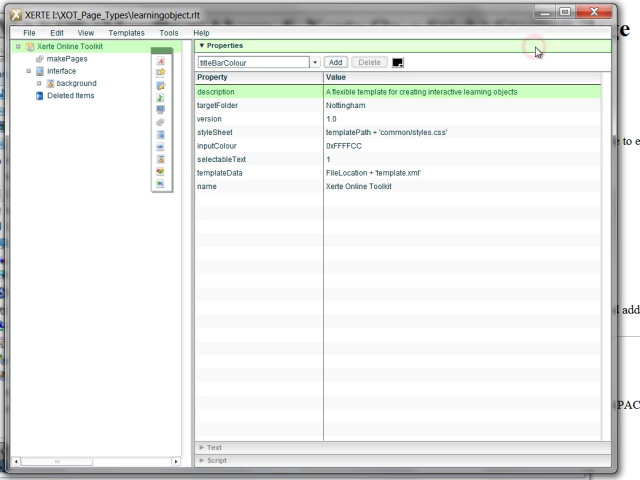 XERTE I:\XOT_Page_Types\learningobject.rlt
File Edit View Templates Tools Help
e
Xerte Online Toolkit
makePages
interface
background
Deleted Items
Properties
titleBarColour Add Delete
Property Value
description A flexible template for creating interactive learning objects
targetFolder Nottingham
version 1.0
styleSheet templatePath + 'common/styles.css'
inputColour 0xFFFFCC
selectableText 1
templateData FileLocation + 'template.xml'
name Xerte Online Toolkit
e to e
add
PAC
Text
Script